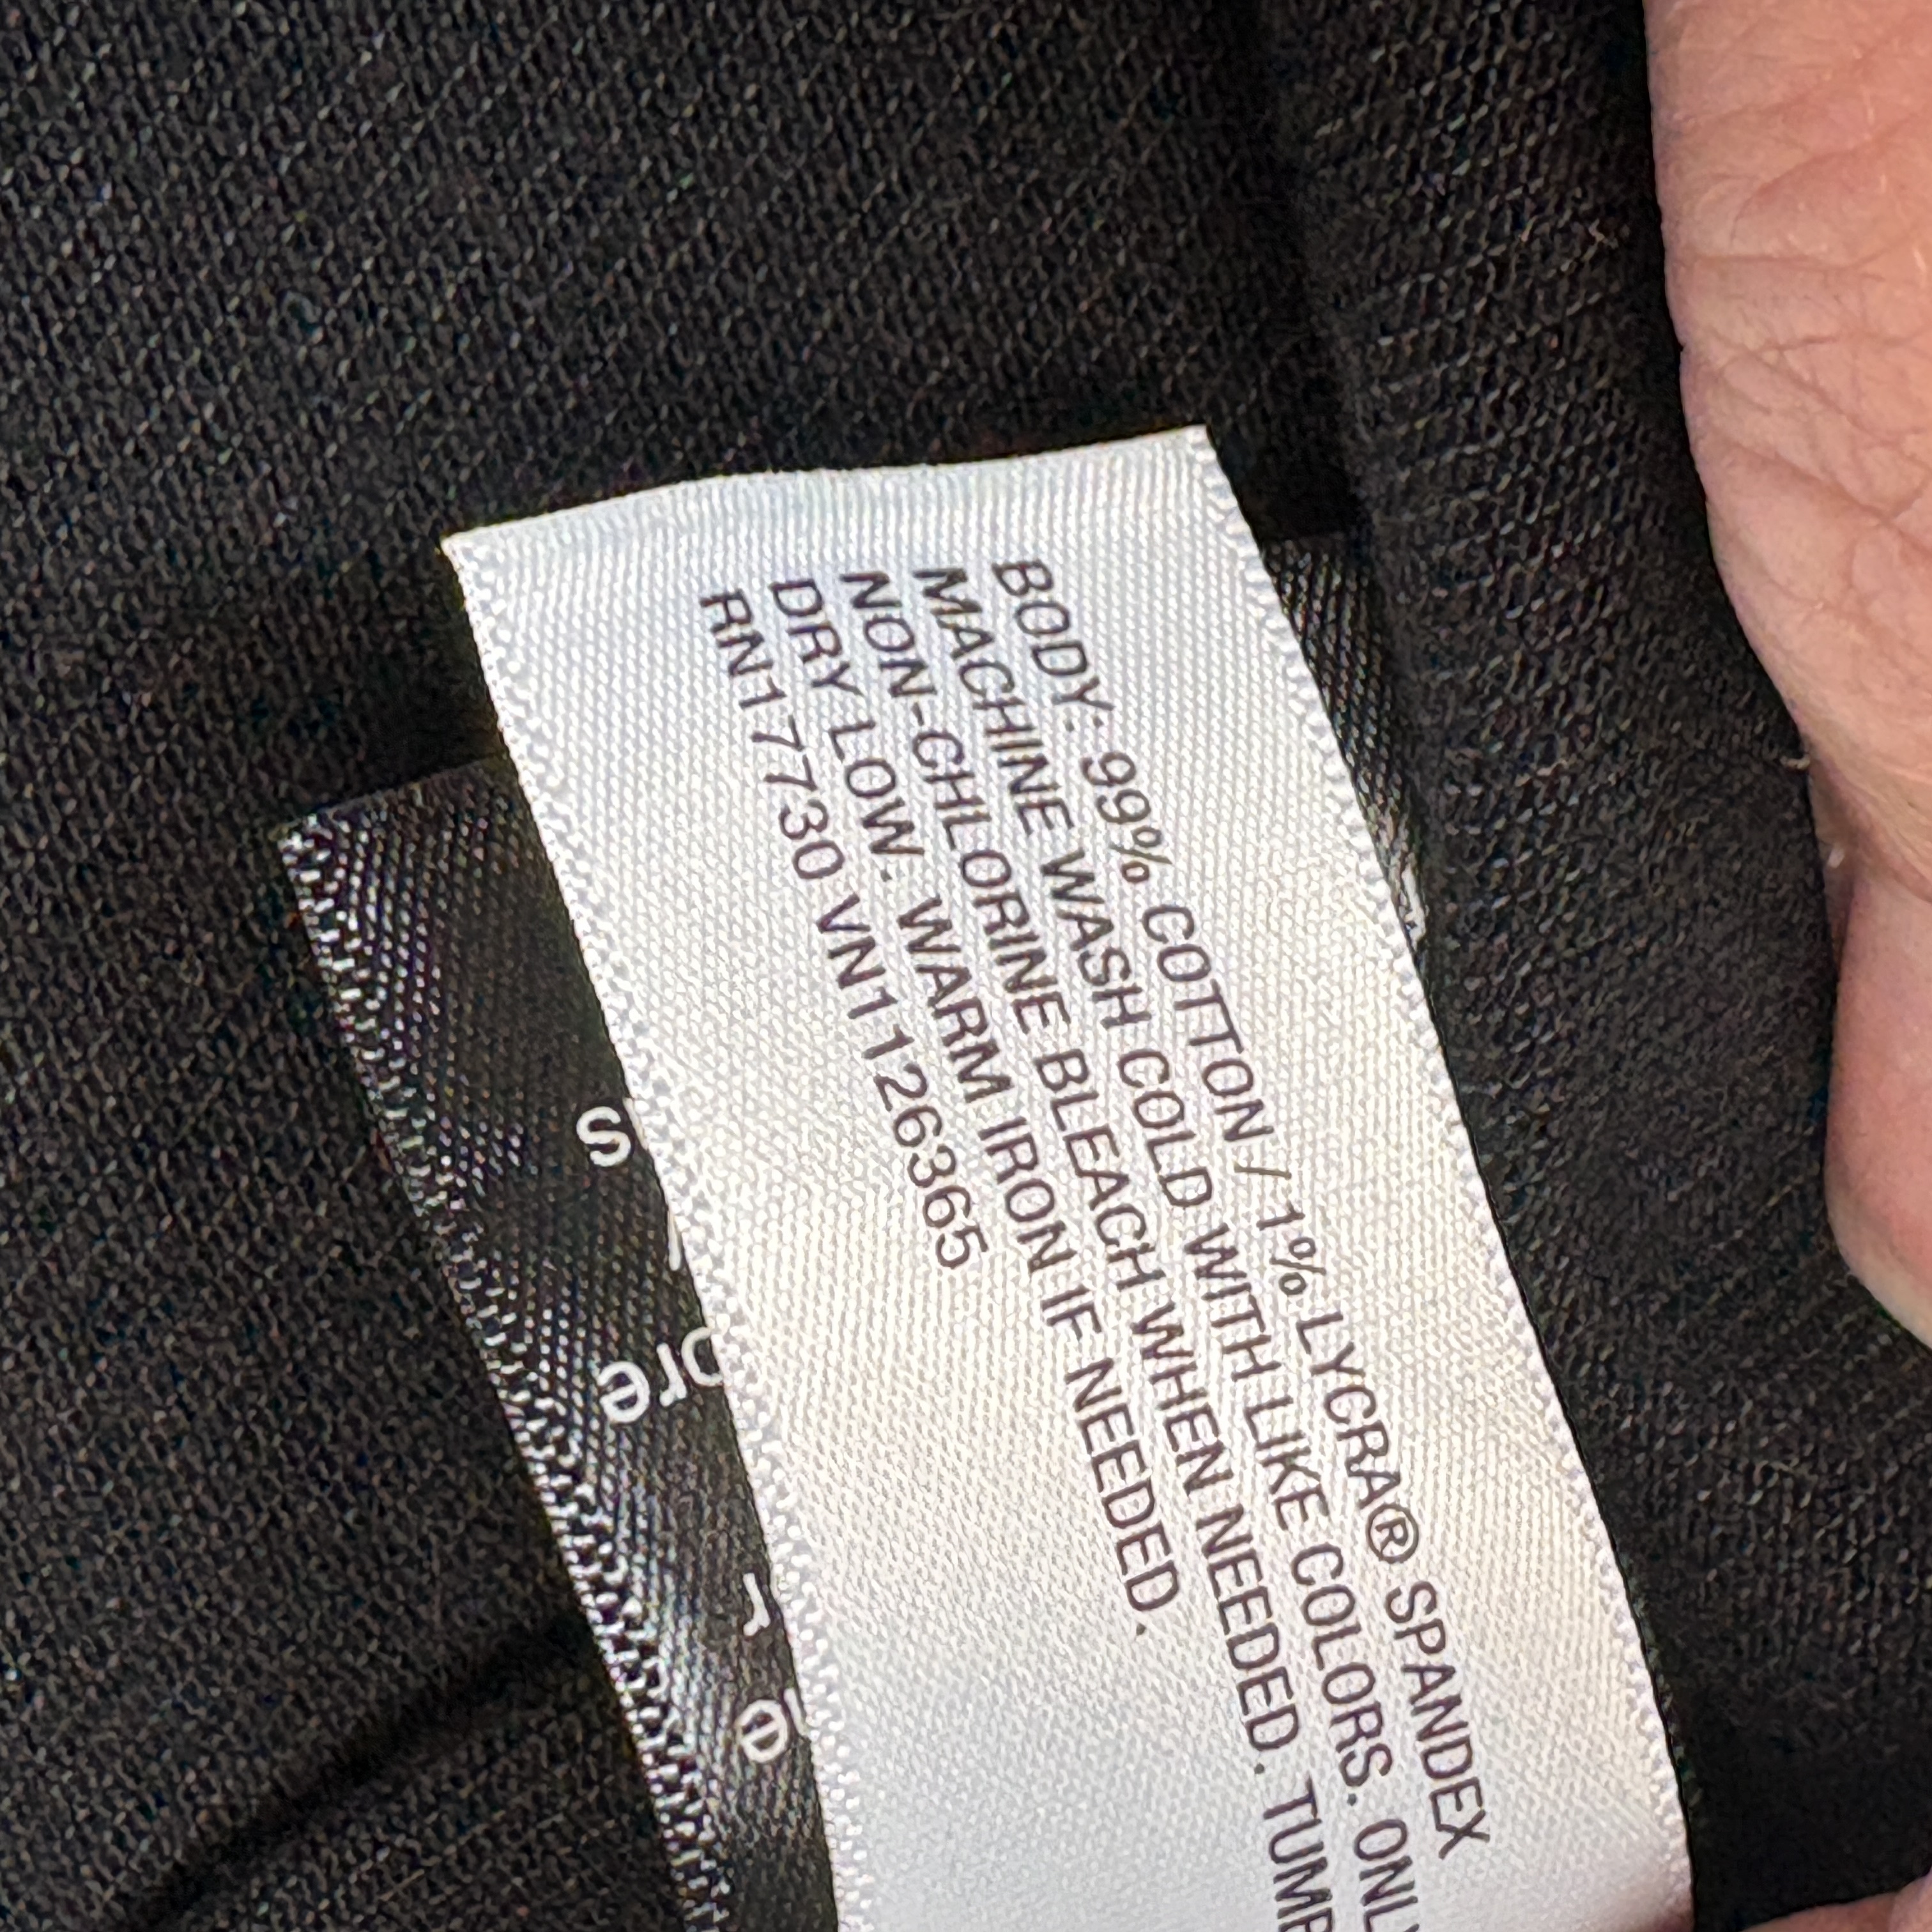 BODY: 99% COTTON / 1% LYCRA® SPANDEX
MACHINE WASH COLD WITH LIKE COLORS. ONLY
NON-CHLORINE BLEACH WHEN NEEDED. TUMB
DRY LOW. WARM IRON IF NEEDED.
RN17730 VN1126365